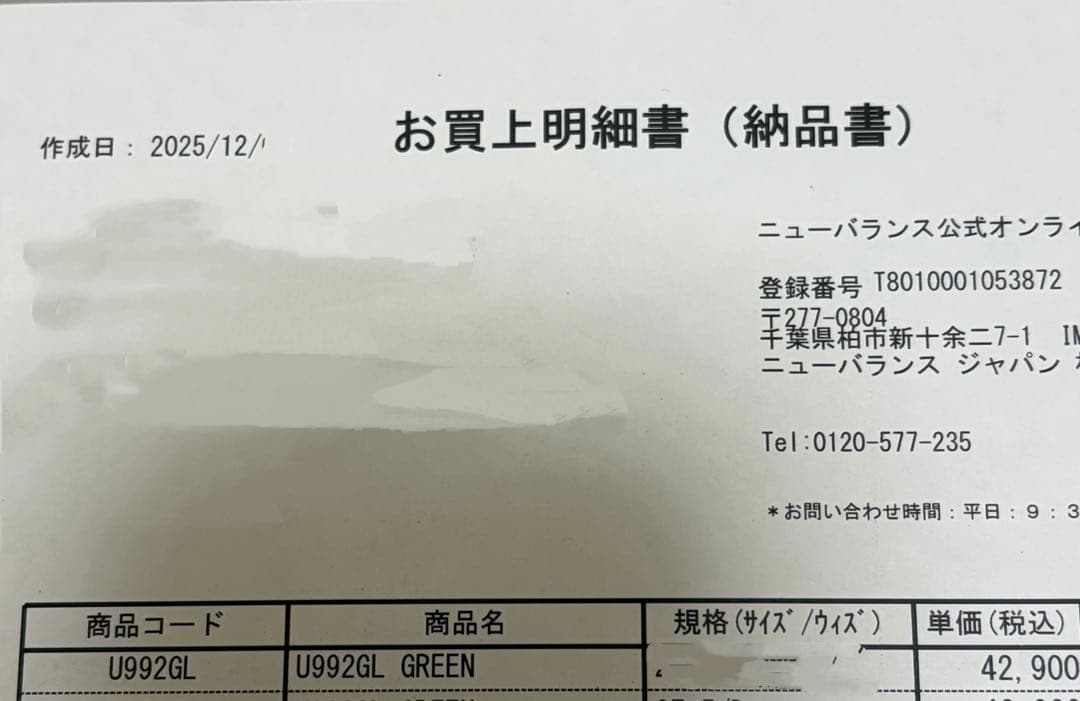 お買上明細書（納品書）
作成日： 2025/12/
ニューバランス公式オンライ
登録番号 T8010001053872
〒277-0804
千葉県柏市新十余二7-1 IM
ニューバランス ジャパン
Tel:0120-577-235
＊お問い合わせ時間：平日：９：３
商品コード 商品名 規格(ｻｲｽﾞ/ｳｨｽﾞ) 単価(税込)
U992GL U992GL GREEN 42,900